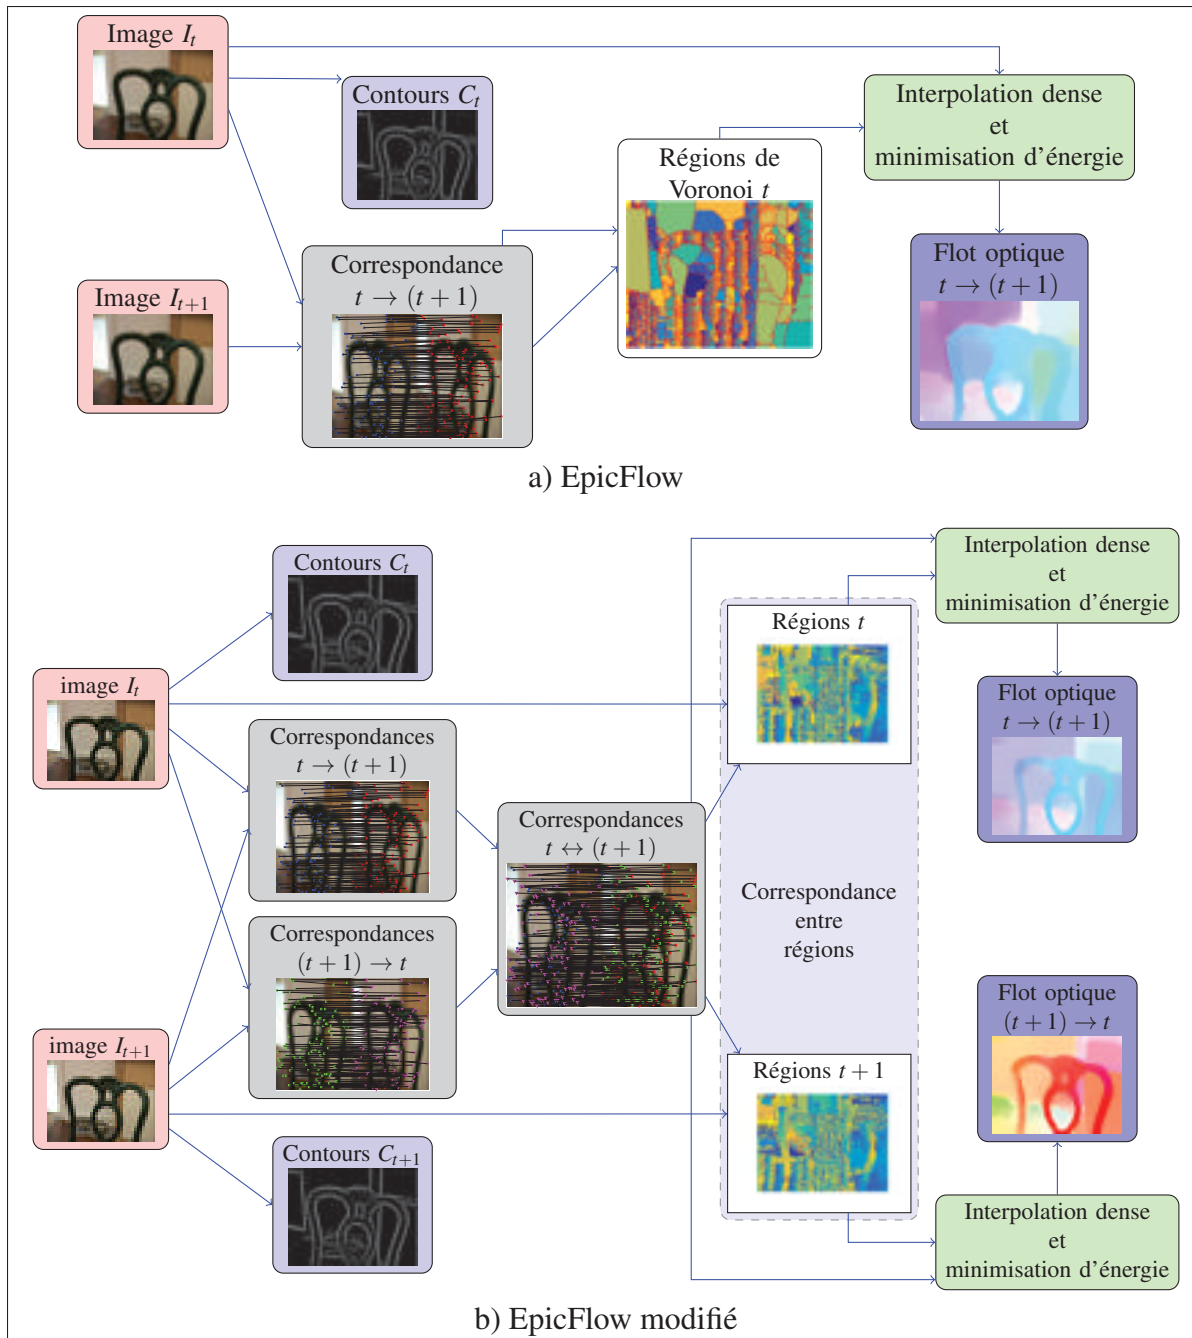 Image I_t
Contours C_t
Interpolation dense
et
minimisation d'énergie
Régions de
Voronoi t
Correspondance
t → (t + 1)
Flot optique
t → (t + 1)
Image I_{t+1}
a) EpicFlow
Contours C_t
Interpolation dense
et
minimisation d'énergie
Régions t
image I_t
Correspondances
t → (t + 1)
Flot optique
t → (t + 1)
Correspondances
t ↔ (t + 1)
Correspondance
entre
régions
Correspondances
(t + 1) → t
Flot optique
(t + 1) → t
image I_{t+1}
Régions t + 1
Contours C_{t+1}
Interpolation dense
et
minimisation d'énergie
b) EpicFlow modifié